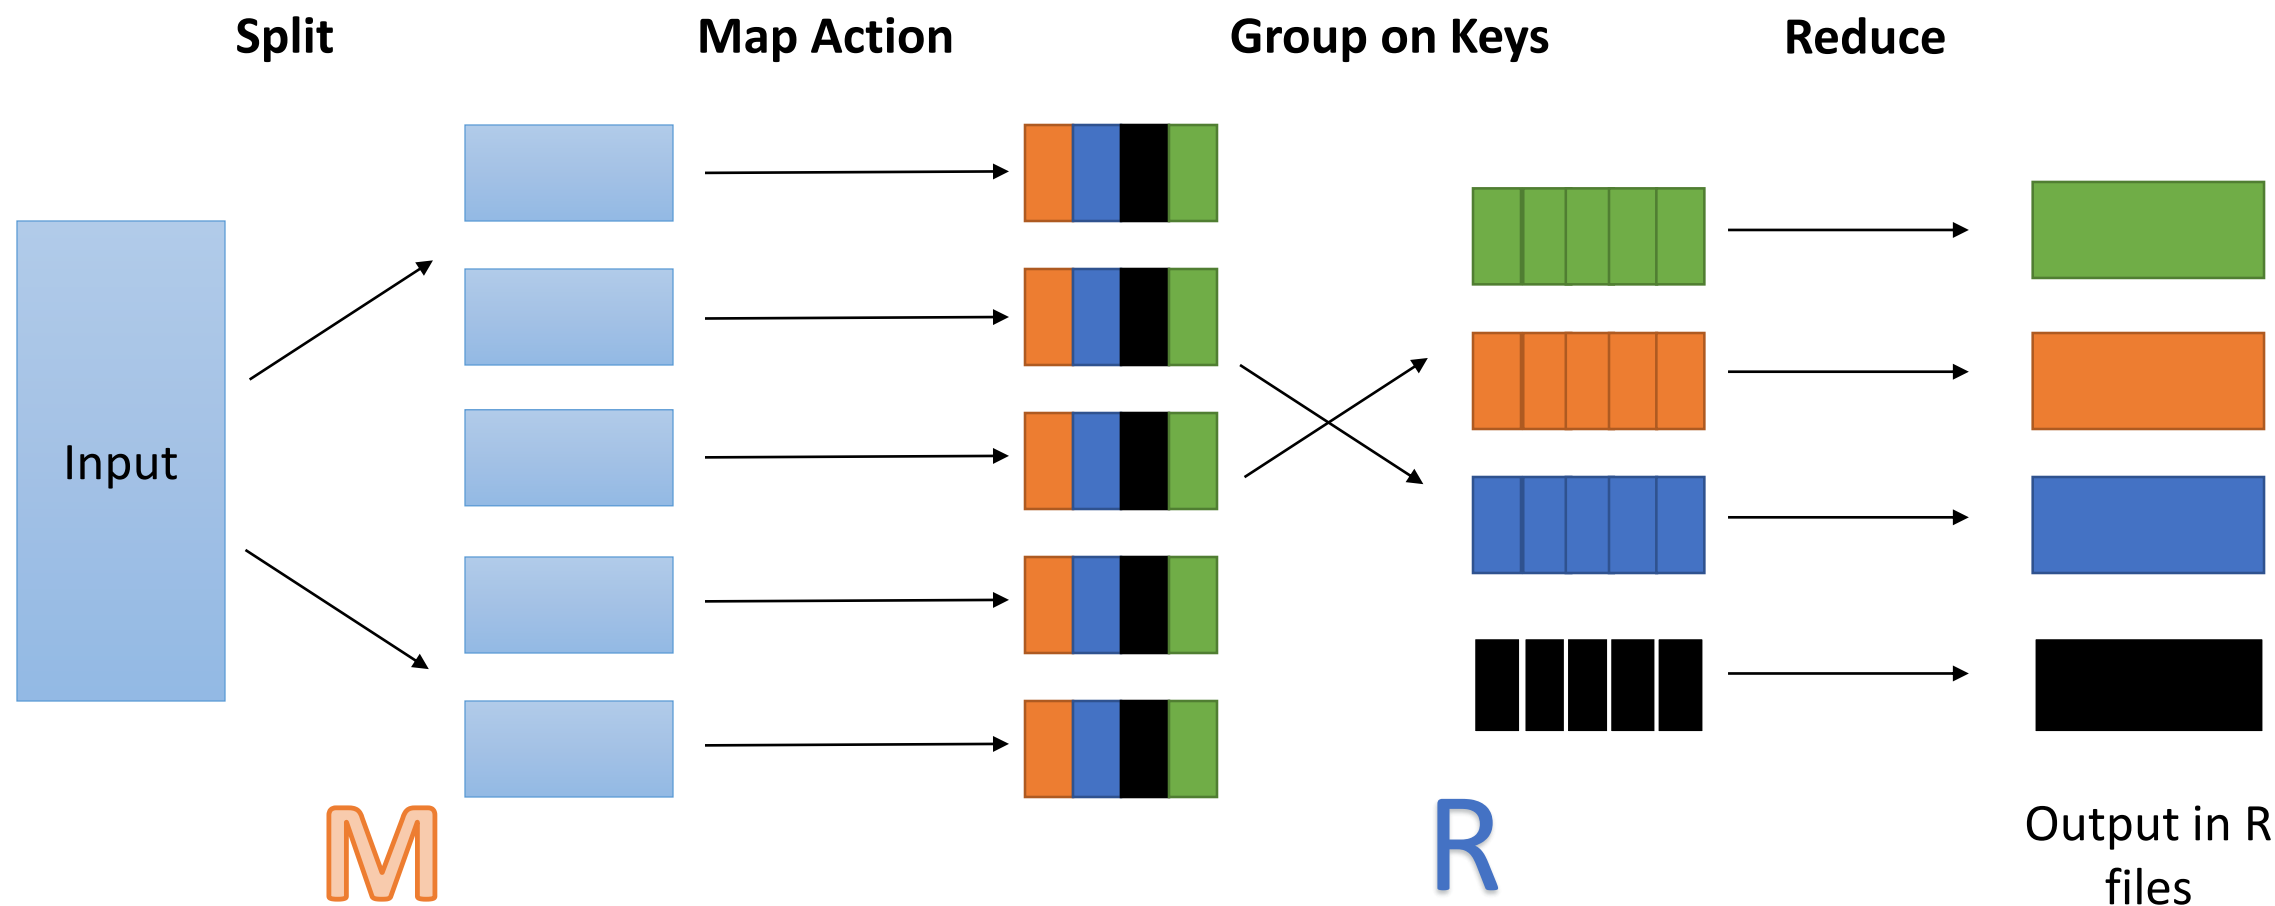 Split
Map Action
Group on Keys
Reduce
Input
M
R
Output in R
files